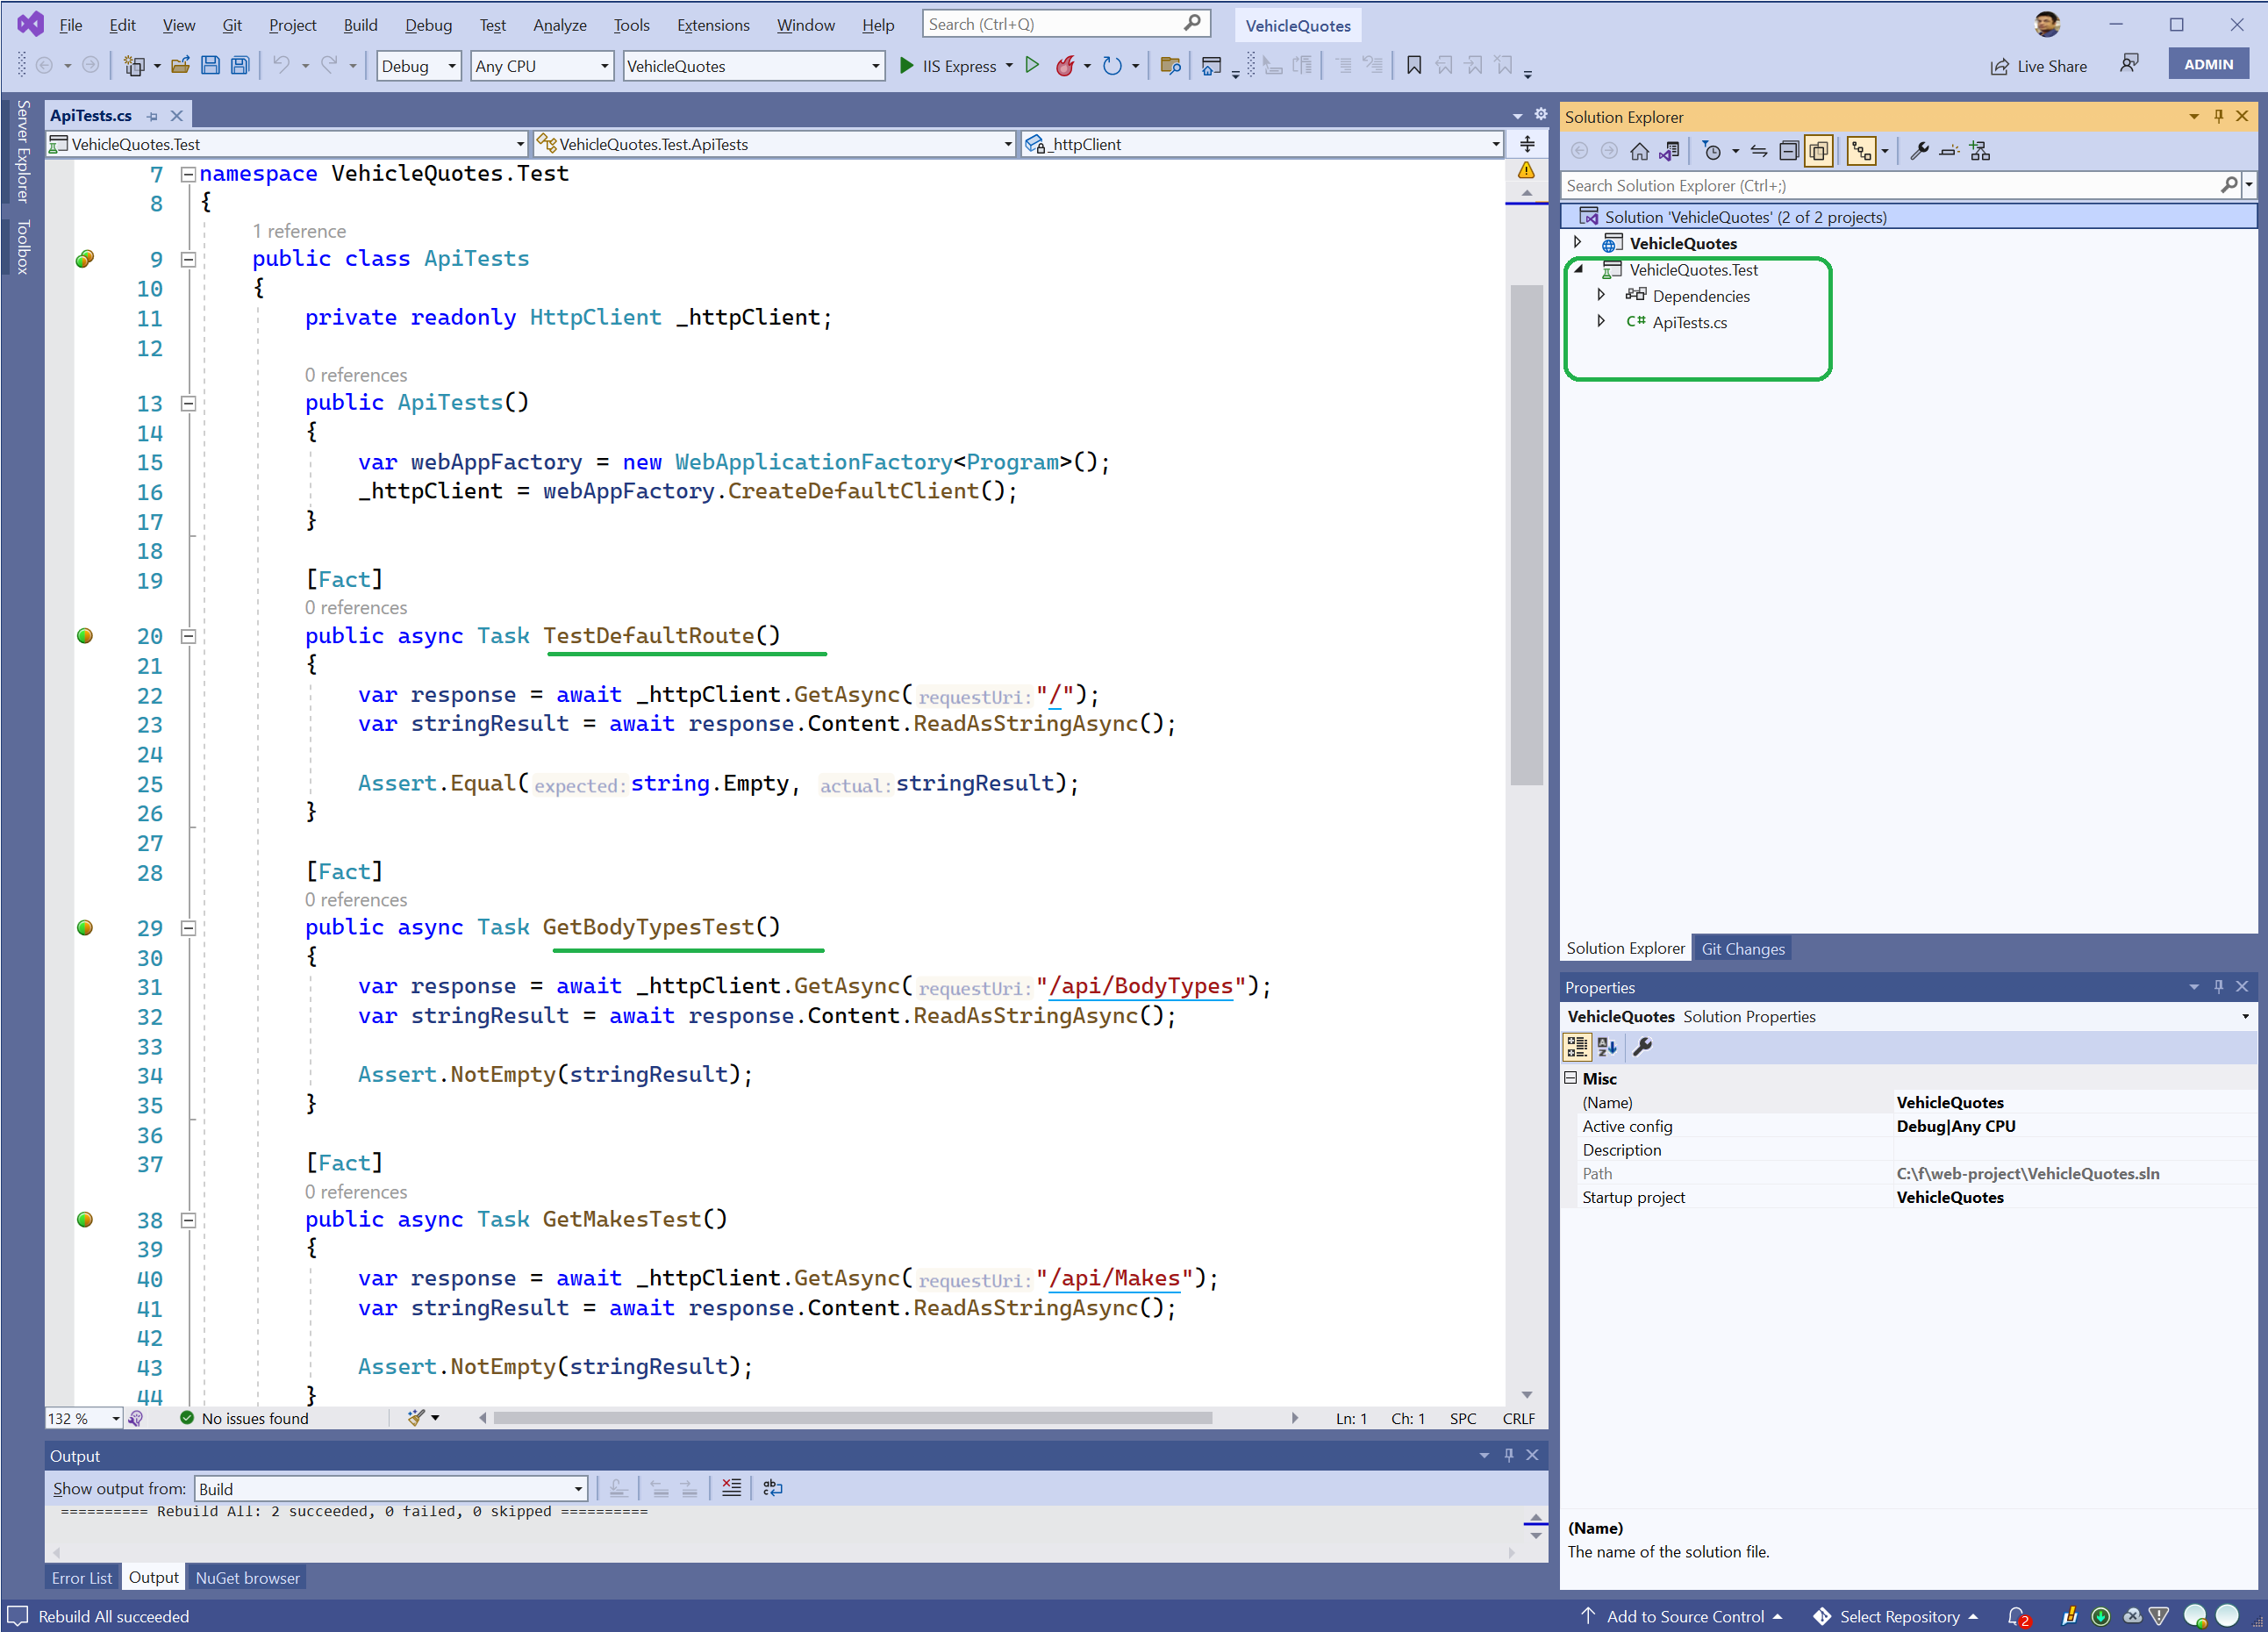 File Edit View Git Project Build Debug Test Analyze Tools Extensions Window Help Search (Ctrl+Q) VehicleQuotes
Debug Any CPU VehicleQuotes IIS Express Live Share ADMIN
Server Explorer
Toolbox
ApiTests.cs
VehicleQuotes.Test VehicleQuotes.Test.ApiTests _httpClient
7 namespace VehicleQuotes.Test
8 {
1 reference
9 public class ApiTests
10 {
11 private readonly HttpClient _httpClient;
12
0 references
13 public ApiTests()
14 {
15 var webAppFactory = new WebApplicationFactory<Program>();
16 _httpClient = webAppFactory.CreateDefaultClient();
17 }
18
19 [Fact]
0 references
20 public async Task TestDefaultRoute()
21 {
22 var response = await _httpClient.GetAsync(requestUri: "/");
23 var stringResult = await response.Content.ReadAsStringAsync();
24
25 Assert.Equal(expected: string.Empty, actual: stringResult);
26 }
27
28 [Fact]
0 references
29 public async Task GetBodyTypesTest()
30 {
31 var response = await _httpClient.GetAsync(requestUri: "/api/BodyTypes");
32 var stringResult = await response.Content.ReadAsStringAsync();
33
34 Assert.NotEmpty(stringResult);
35 }
36
37 [Fact]
0 references
38 public async Task GetMakesTest()
39 {
40 var response = await _httpClient.GetAsync(requestUri: "/api/Makes");
41 var stringResult = await response.Content.ReadAsStringAsync();
42
43 Assert.NotEmpty(stringResult);
44 }
132 % No issues found Ln: 1 Ch: 1 SPC CRLF
Output
Show output from: Build
========== Rebuild All: 2 succeeded, 0 failed, 0 skipped ==========
Error List Output NuGet browser
Solution Explorer
Search Solution Explorer (Ctrl+;)
Solution 'VehicleQuotes' (2 of 2 projects)
VehicleQuotes
VehicleQuotes.Test
Dependencies
C# ApiTests.cs
Solution Explorer Git Changes
Properties
VehicleQuotes Solution Properties
Misc
(Name) VehicleQuotes
Active config Debug|Any CPU
Description
Path C:\f\web-project\VehicleQuotes.sln
Startup project VehicleQuotes
(Name)
The name of the solution file.
Rebuild All succeeded Add to Source Control Select Repository 2